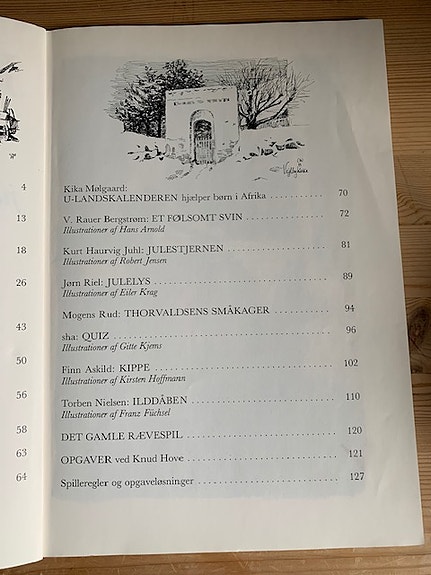 4
13
18
26
43
50
56
58
63
64
Kika Mølgaard:
U-LANDSKALENDEREN hjælper børn i Afrika . . . . . . . . . . . . 70
V. Rauer Bergstrøm: ET FØLSOMT SVIN . . . . . . . . . . . . 72
Illustrationer af Hans Arnold
Kurt Haurvig Juhl: JULESTJERNEN . . . . . . . . . . . . 81
Illustrationer af Robert Jensen
Jørn Riel: JULELYS . . . . . . . . . . . . 89
Illustrationer af Eiler Krag
Mogens Rud: THORVALDSENS SMÅKAGER . . . . . . . . . . . . 94
sha: QUIZ . . . . . . . . . . . . 96
Illustrationer af Gitte Kjems
Finn Askild: KIPPE . . . . . . . . . . . . 102
Illustrationer af Kirsten Hoffmann
Torben Nielsen: ILDDÅBEN . . . . . . . . . . . . 110
Illustrationer af Franz Füchsel
DET GAMLE RÆVESPIL . . . . . . . . . . . . 120
OPGAVER ved Knud Hove . . . . . . . . . . . . 121
Spilleregler og opgaveløsninger . . . . . . . . . . . . 127